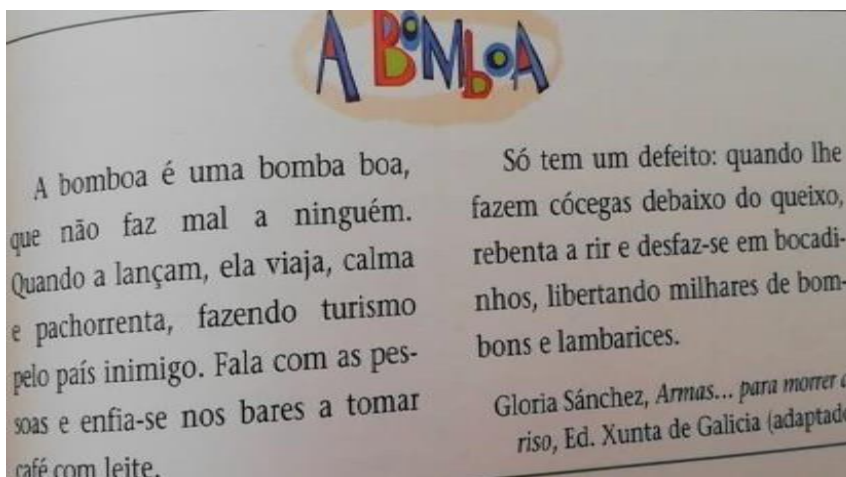 A BOMBOA
A bomboa é uma bomba boa,
que não faz mal a ninguém.
Quando a lançam, ela viaja, calma
e pachorrenta, fazendo turismo
pelo país inimigo. Fala com as pes-
soas e enfia-se nos bares a tomar
café com leite.
Só tem um defeito: quando lhe
fazem cócegas debaixo do queixo,
rebenta a rir e desfaz-se em bocadi-
nhos, libertando milhares de bom-
bons e lambarices.
Gloria Sánchez, Armas... para morrer
riso, Ed. Xunta de Galicia (adaptado